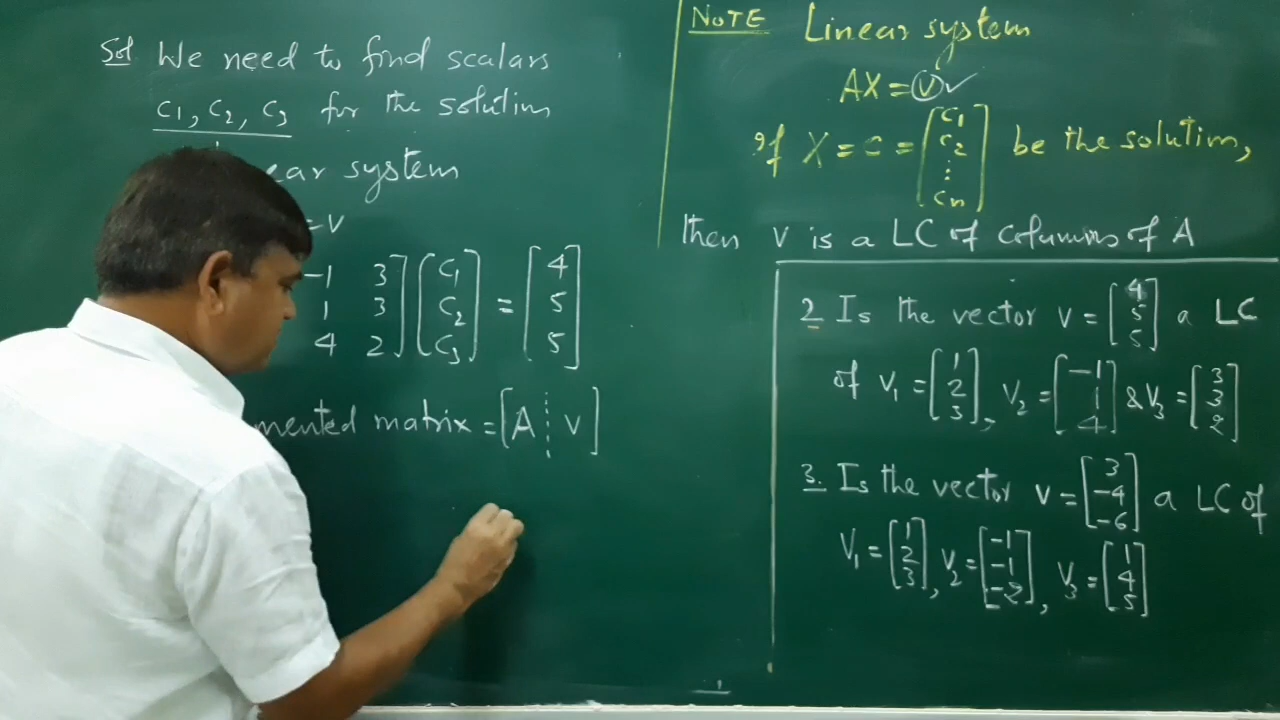 Sol We need to find scalars
C1, C2, C3 for the solution
system
=V
-1 3 C1 = 4
1 3 C2 5
4 2 C3 5
mented matrix = [A ⋮ V]
NOTE Linear system
AX = V ✓
If X = C = [C1 C2 ⋮ Cn] be the solution,
then V is a LC of columns of A
2 Is the vector V = [4 5 5] a LC
of V1 = [1 2 3], V2 = [-1 1 4] & V3 = [3 3 2]
3. Is the vector V = [3 -4 -6] a LC of
V1 = [1 2 3], V2 = [-1 -1 -2], V3 = [1 4 5]